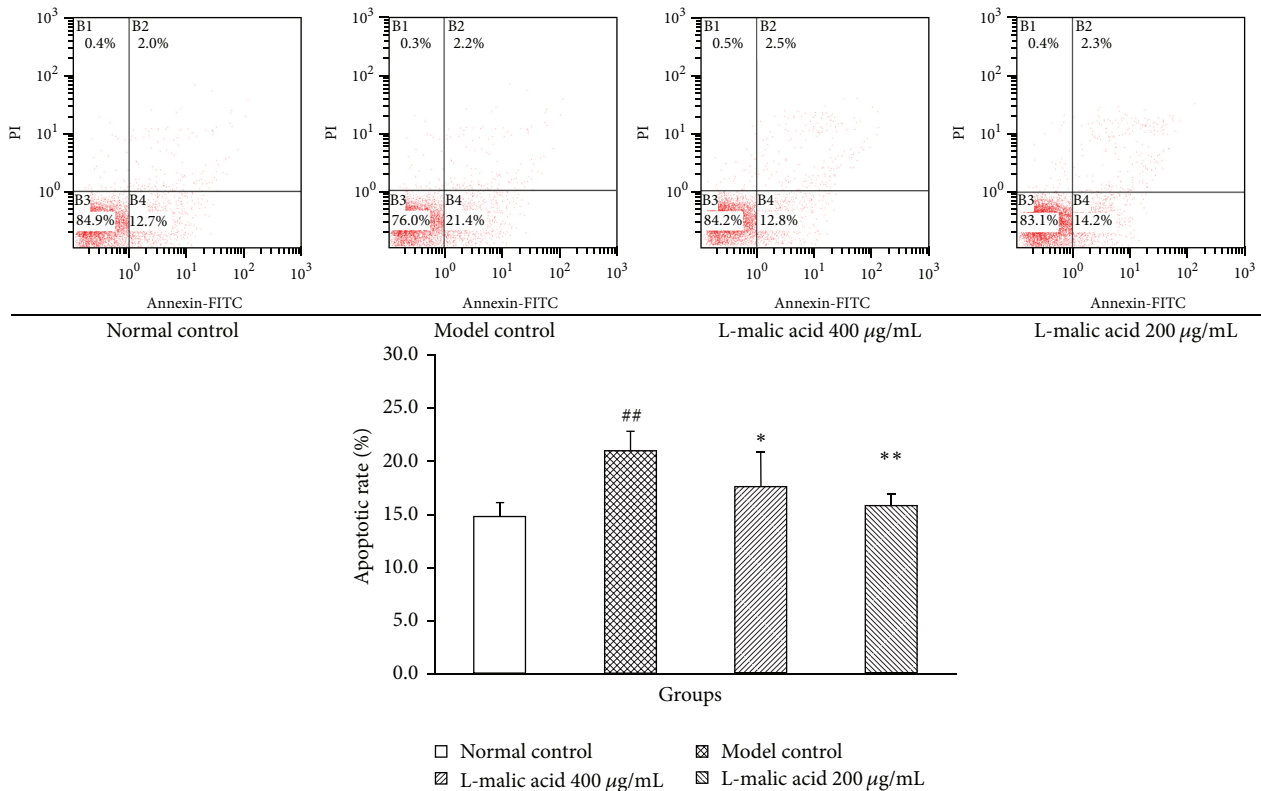 10³
10²
10¹
10⁰
PI
B1
0.4%
B2
2.0%
B3
84.9%
B4
12.7%
10⁰ 10¹ 10² 10³
Annexin-FITC
Normal control
10³
10²
10¹
10⁰
PI
B1
0.3%
B2
2.2%
B3
76.0%
B4
21.4%
10⁰ 10¹ 10² 10³
Annexin-FITC
Model control
10³
10²
10¹
10⁰
PI
B1
0.5%
B2
2.5%
B3
84.2%
B4
12.8%
10⁰ 10¹ 10² 10³
Annexin-FITC
L-malic acid 400 μg/mL
10³
10²
10¹
10⁰
PI
B1
0.4%
B2
2.3%
B3
83.1%
B4
14.2%
10⁰ 10¹ 10² 10³
Annexin-FITC
L-malic acid 200 μg/mL
30.0
25.0
20.0
15.0
10.0
5.0
0.0
Apoptotic rate (%)
##
*
**
Groups
Normal control
Model control
L-malic acid 400 μg/mL
L-malic acid 200 μg/mL